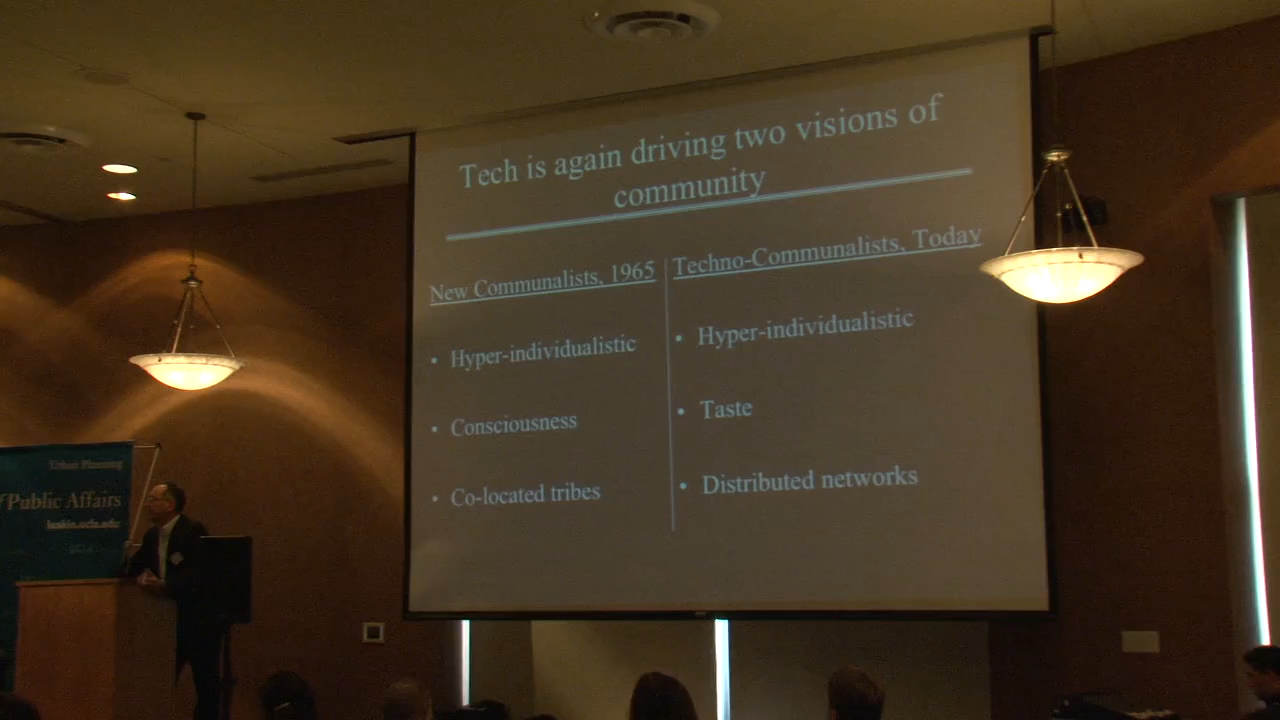 Tech is again driving two visions of
community
New Communalists, 1965
• Hyper-individualistic
• Consciousness
• Co-located tribes
Techno-Communalists, Today
• Hyper-individualistic
• Taste
• Distributed networks
Urban Planning
Public Affairs
luskin.ucla.edu